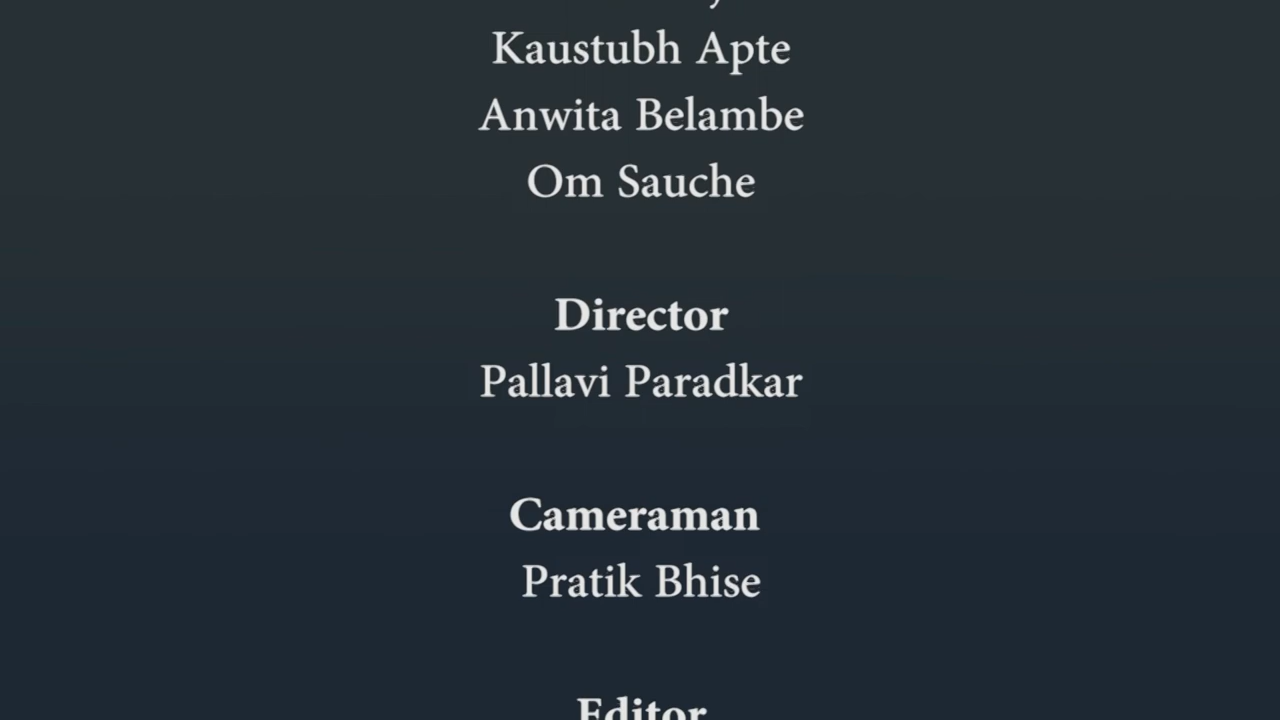 Kaustubh Apte
Anwita Belambe
Om Sauche
Director
Pallavi Paradkar
Cameraman
Pratik Bhise
Editor